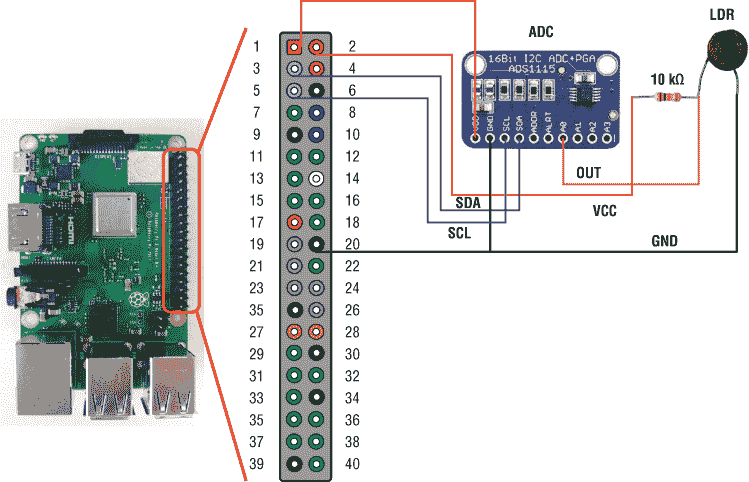 LDR
ADC
10 kΩ
16Bit I2C ADC+PGA
ADS1115
VDD
GND
SCL
SDA
ADDR
ALRT
A0
A1
A2
A3
OUT
SDA
VCC
SCL
GND
HDMI
1 2
3 4
5 6
7 8
9 10
11 12
13 14
15 16
17 18
19 20
21 22
23 24
35 26
27 28
29 30
31 32
33 34
35 36
37 38
39 40